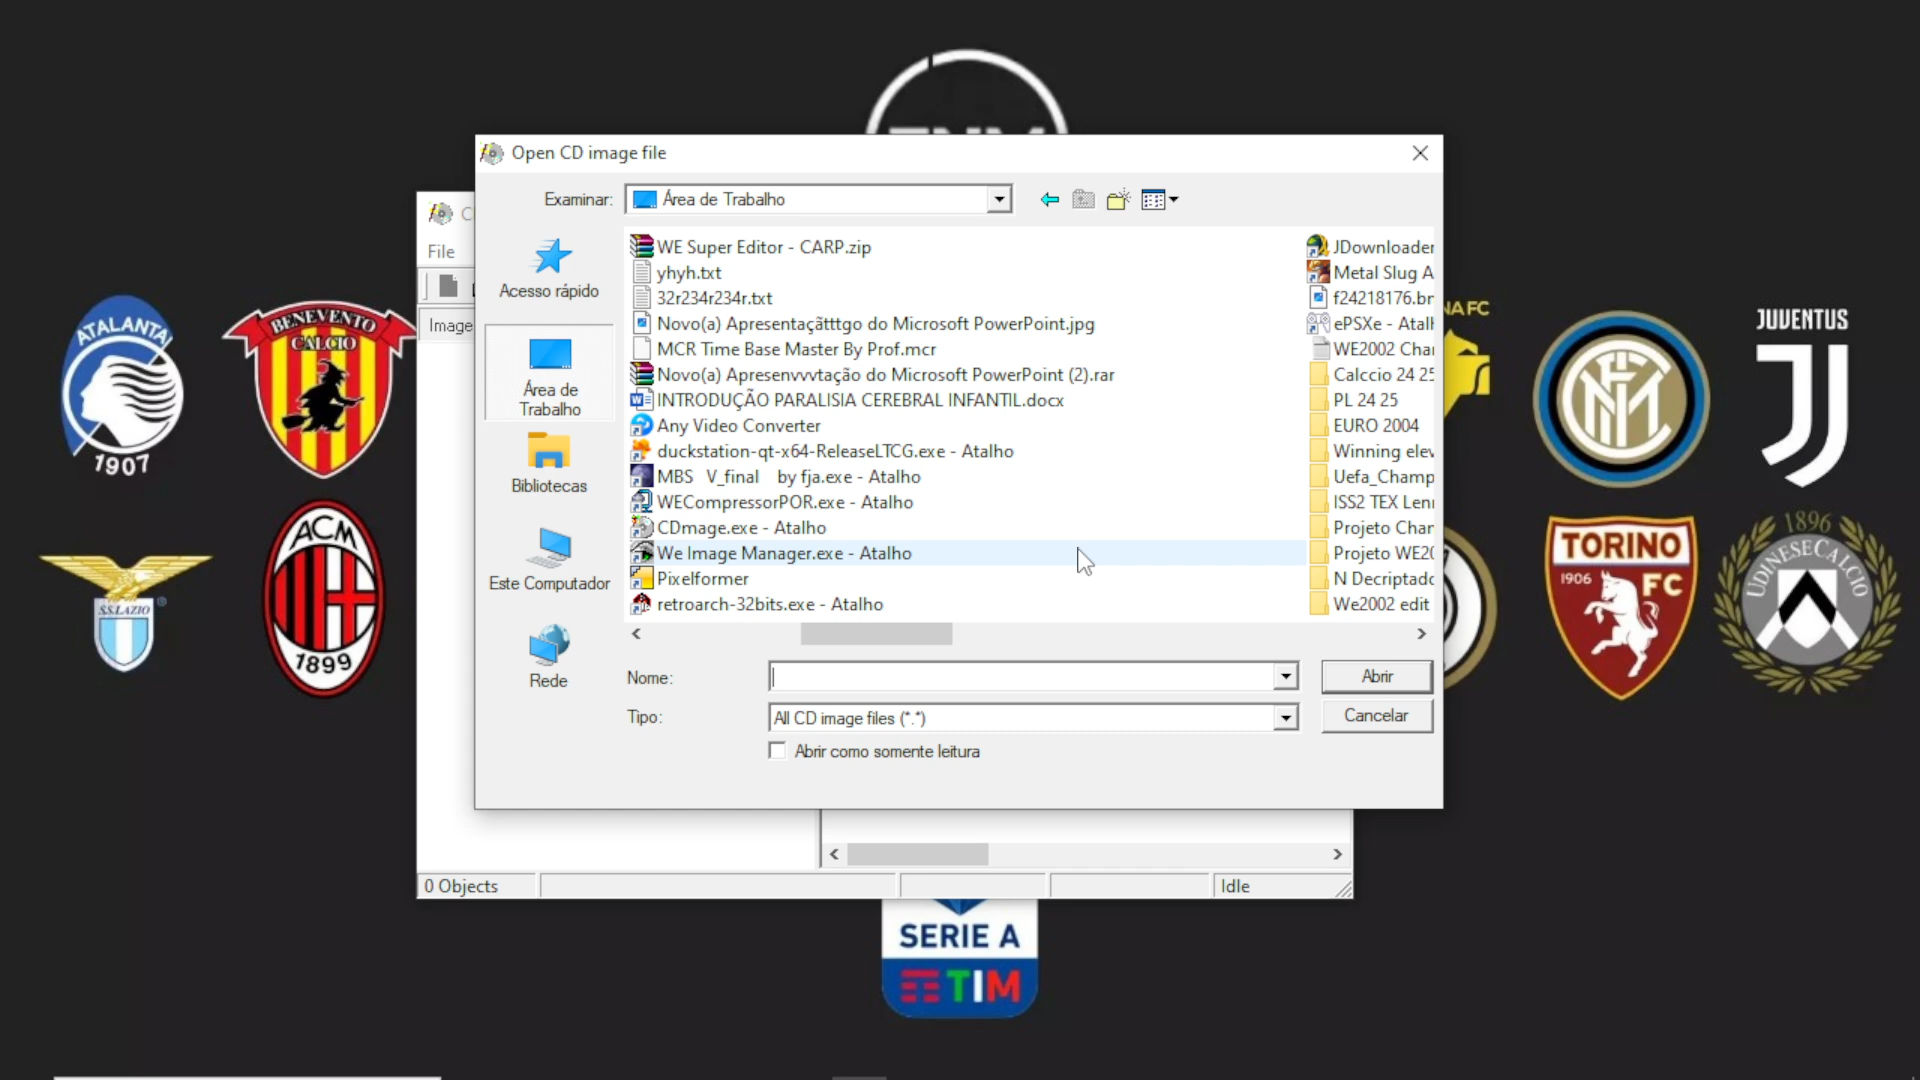 Open CD image file
Examinar:
Área de Trabalho
File
Image
Acesso rápido
Área de
Trabalho
Bibliotecas
Este Computador
Rede
WE Super Editor - CARP.zip
yhyh.txt
32r234r234r.txt
Novo(a) Apresentaçãtttgo do Microsoft PowerPoint.jpg
MCR Time Base Master By Prof.mcr
Novo(a) Apresenvvvtação do Microsoft PowerPoint (2).rar
INTRODUÇÃO PARALISIA CEREBRAL INFANTIL.docx
Any Video Converter
duckstation-qt-x64-ReleaseLTCG.exe - Atalho
MBS V_final by fja.exe - Atalho
WECompressorPOR.exe - Atalho
CDmage.exe - Atalho
We Image Manager.exe - Atalho
Pixelformer
retroarch-32bits.exe - Atalho
JDownloader
Metal Slug A
f24218176.br
ePSXe - Atall
WE2002 Char
Calccio 24 25
PL 24 25
EURO 2004
Winning elev
Uefa_Champ
ISS2 TEX Lenr
Projeto Char
Projeto WE20
N Decriptado
We2002 edit
Nome:
Abrir
Tipo:
All CD image files (*.*)
Cancelar
Abrir como somente leitura
0 Objects
Idle
ATALANTA
1907
BENEVENTO
CALCIO
S.S.LAZIO
ACM
1899
NA FC
JUVENTUS
TORINO
1906
FC
1896
UDINESE CALCIO
SERIE A
TIM